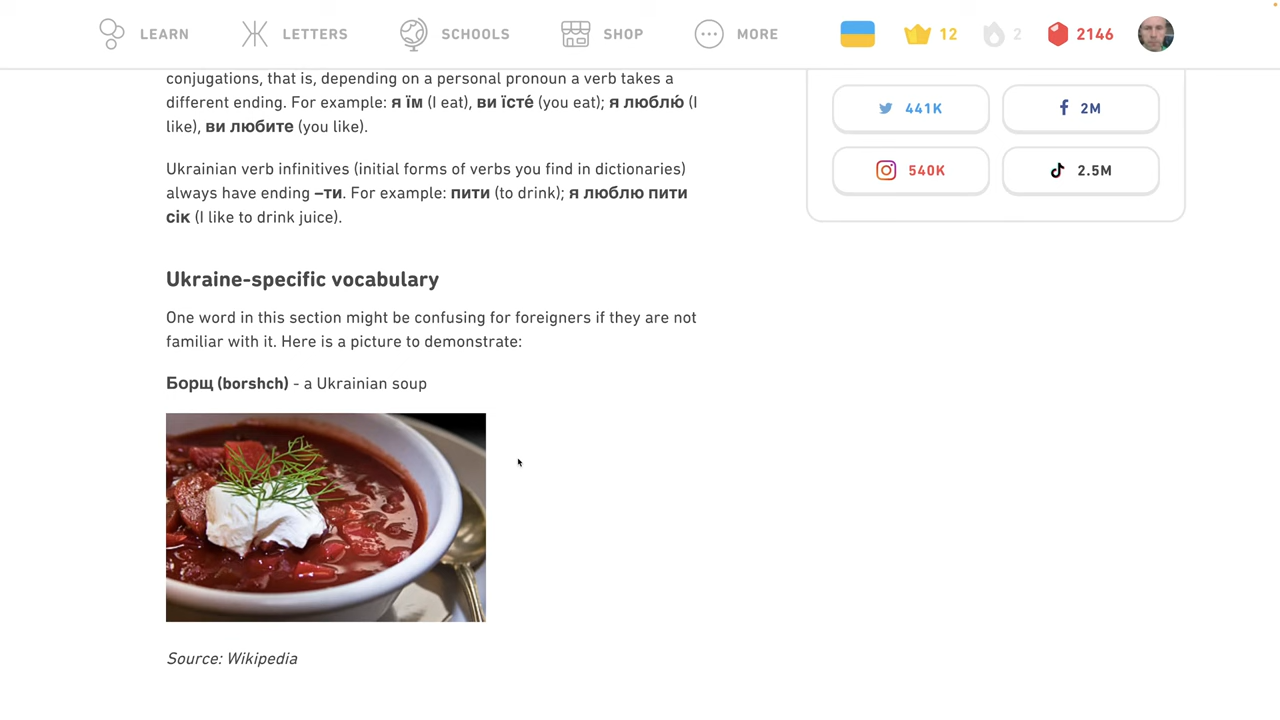 LEARN
LETTERS
SCHOOLS
SHOP
MORE
12
2
2146
conjugations, that is, depending on a personal pronoun a verb takes a
different ending. For example: я їм (I eat), ви їсте́ (you eat); я люблю́ (I
like), ви любите (you like).
Ukrainian verb infinitives (initial forms of verbs you find in dictionaries)
always have ending –ти. For example: пити (to drink); я люблю пити
сік (I like to drink juice).
Ukraine-specific vocabulary
One word in this section might be confusing for foreigners if they are not
familiar with it. Here is a picture to demonstrate:
Борщ (borshch) - a Ukrainian soup
Source: Wikipedia
441K
2M
540K
2.5M